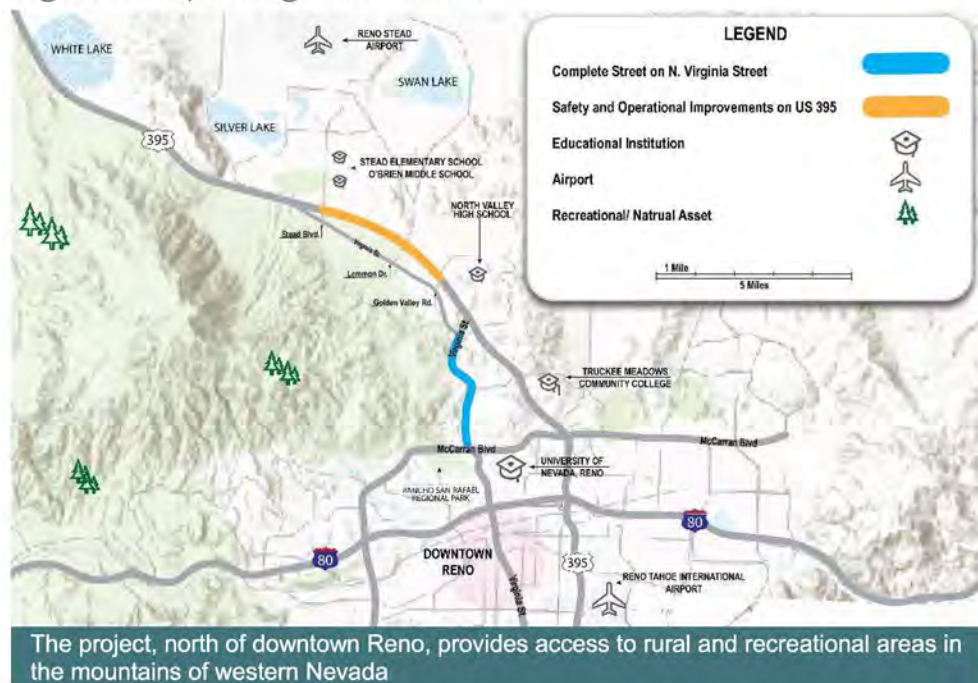 WHITE LAKE
RENO STEAD
AIRPORT
SWAN LAKE
SILVER LAKE
395
STEAD ELEMENTARY SCHOOL
O'BRIEN MIDDLE SCHOOL
NORTH VALLEY
HIGH SCHOOL
Stead Blvd.
Virginia St.
Lemmon Dr.
Golden Valley Rd.
Virginia St.
TRUCKEE MEADOWS
COMMUNITY COLLEGE
McCarran Blvd
McCarran Blvd
UNIVERSITY OF
NEVADA, RENO
RANCHO SAN RAFAEL
REGIONAL PARK
80
80
DOWNTOWN
RENO
395
Virginia St.
RENO TAHOE INTERNATIONAL
AIRPORT
LEGEND
Complete Street on N. Virginia Street
Safety and Operational Improvements on US 395
Educational Institution
Airport
Recreational/ Natrual Asset
1 Mile
5 Miles
The project, north of downtown Reno, provides access to rural and recreational areas in
the mountains of western Nevada